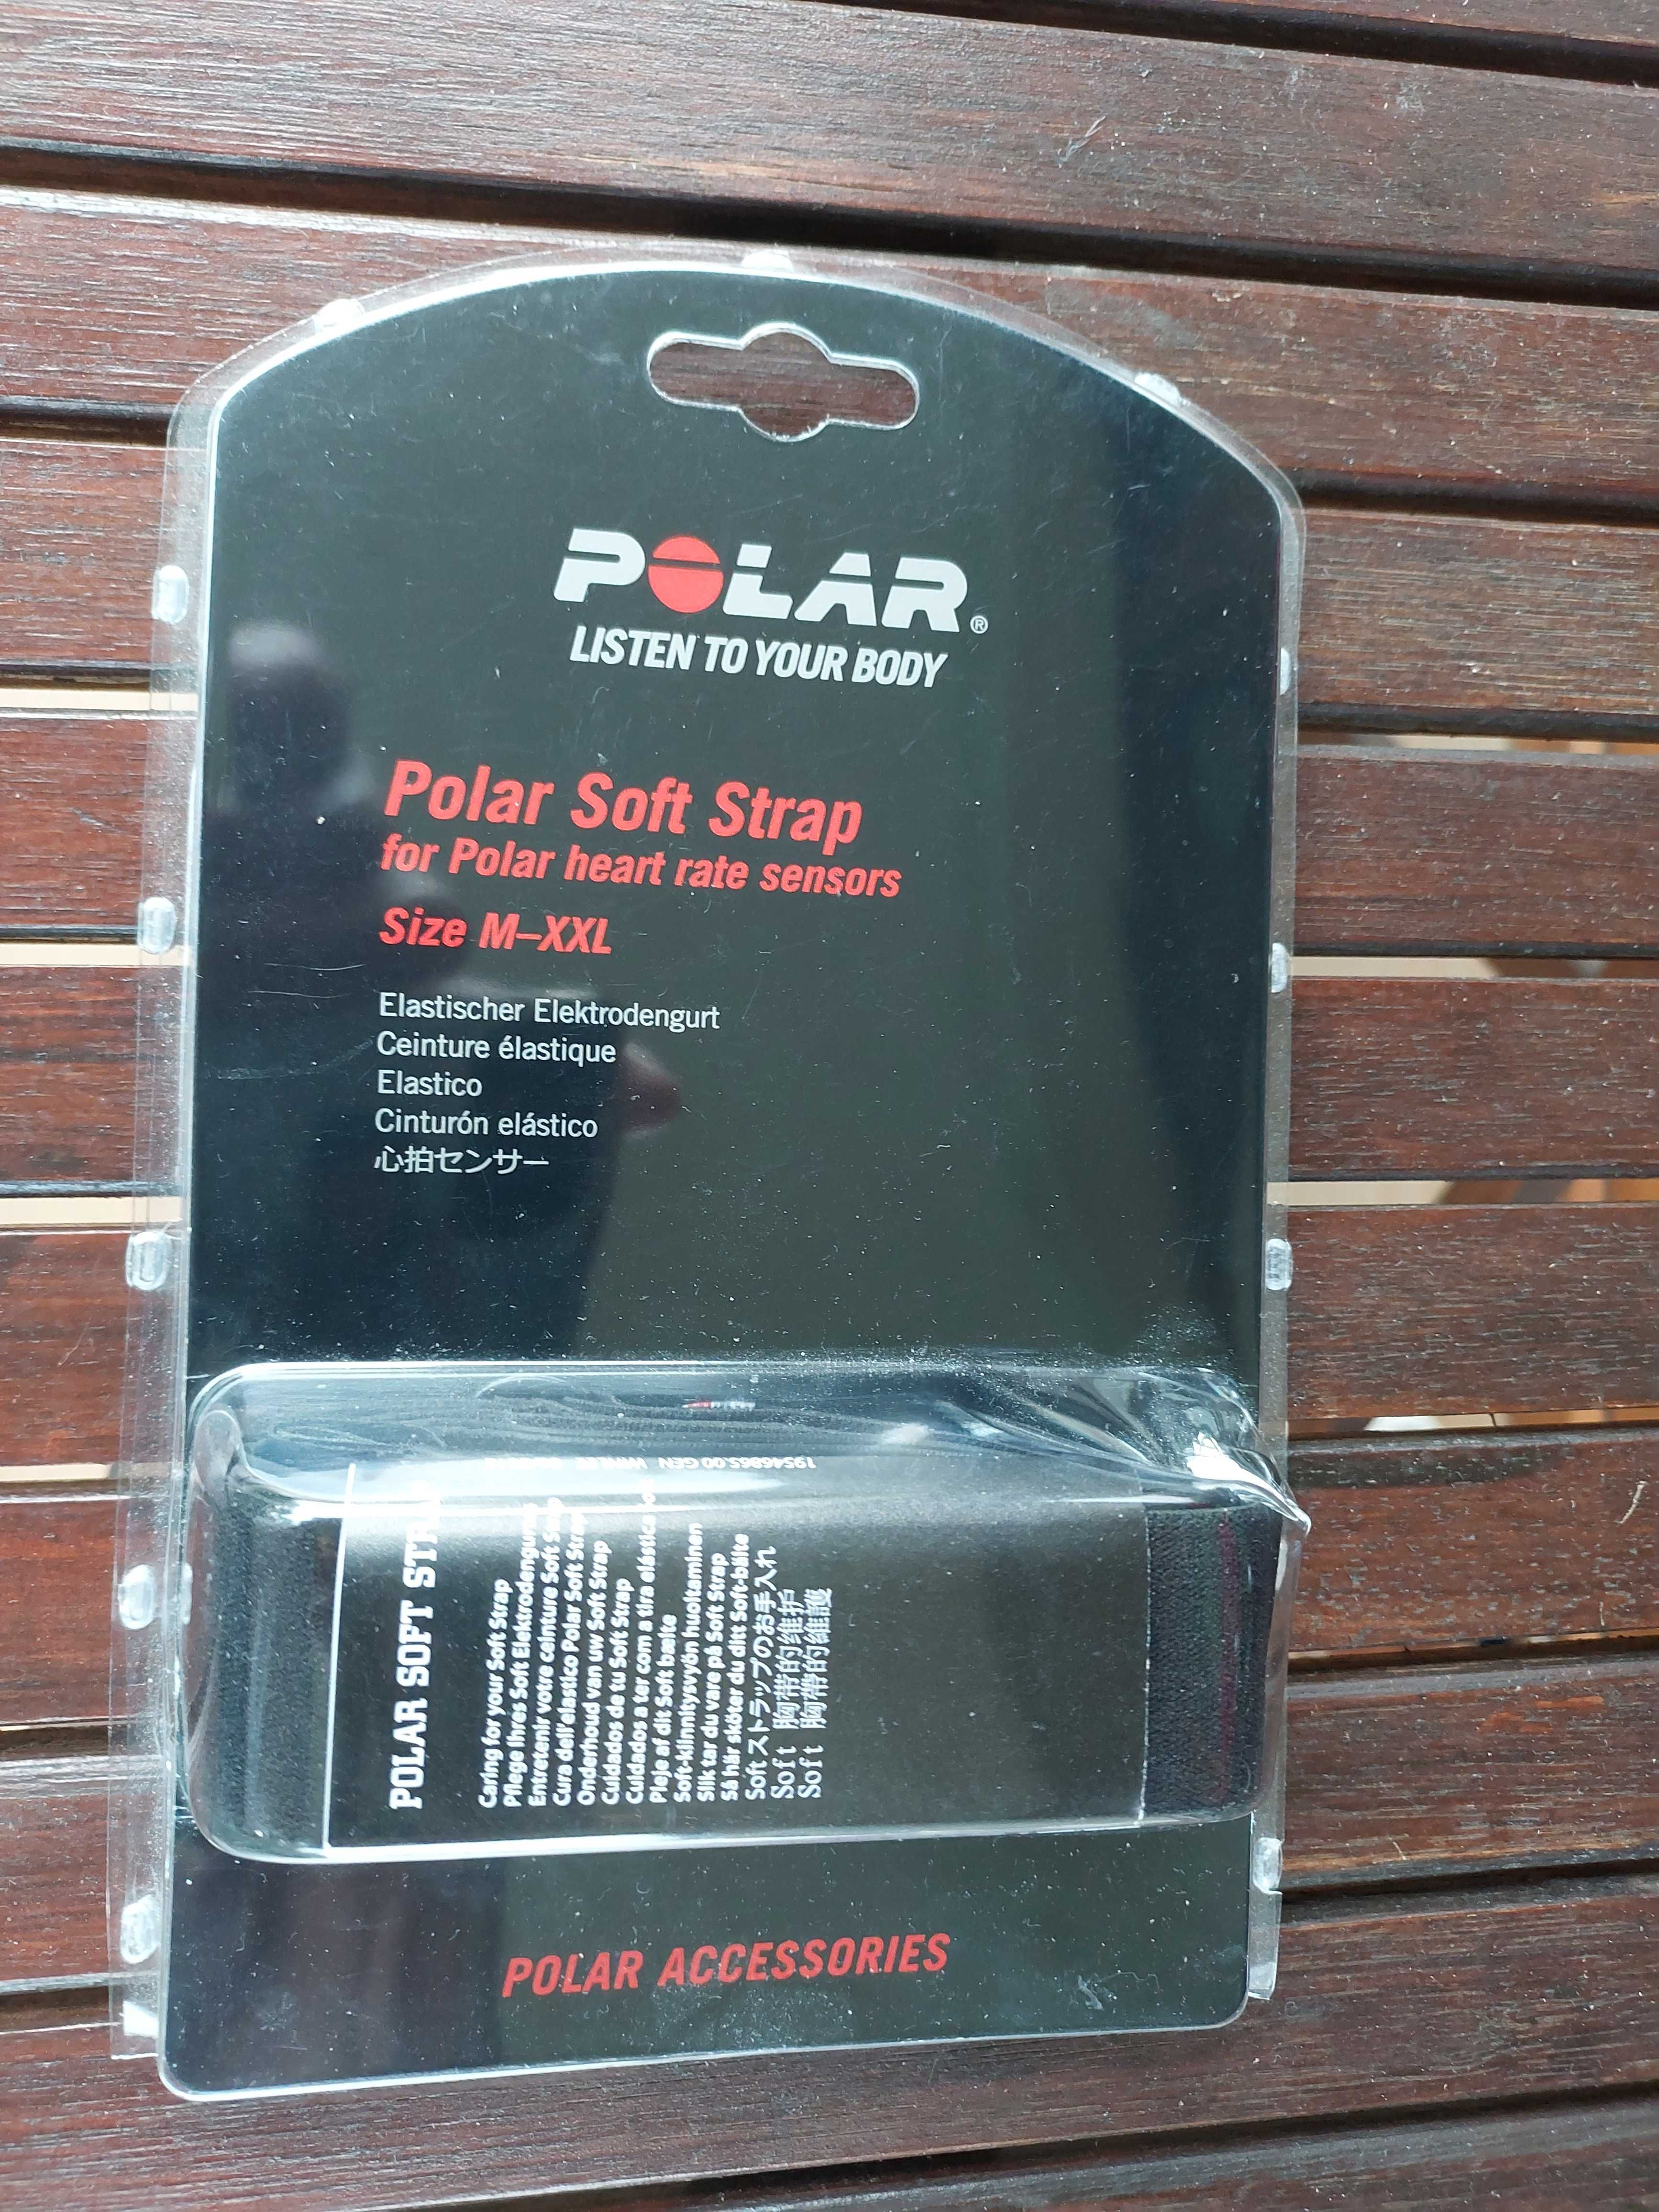 POLAR®
LISTEN TO YOUR BODY
Polar Soft Strap
for Polar heart rate sensors
Size M–XXL
Elastischer Elektrodengurt
Ceinture élastique
Elastico
Cinturón elástico
心拍センサー
19546865.00 GEN
POLAR SOFT STRAP
Caring for your Soft Strap
Pflege Ihres Soft Elektrodengurtes
Entretenir votre ceinture Soft Strap
Cura dell'elastico Polar Soft Strap
Onderhoud van uw Soft Strap
Cuidados de tu Soft Strap
Cuidados a ter com a tira elástica
Pleje af dit Soft bælte
Soft-kiinnitysvyön huoltaminen
Slik tar du vare på Soft Strap
Så här sköter du ditt Soft-bälte
Soft ストラップのお手入れ
Soft 胸带的维护
Soft 胸帶的維護
POLAR ACCESSORIES